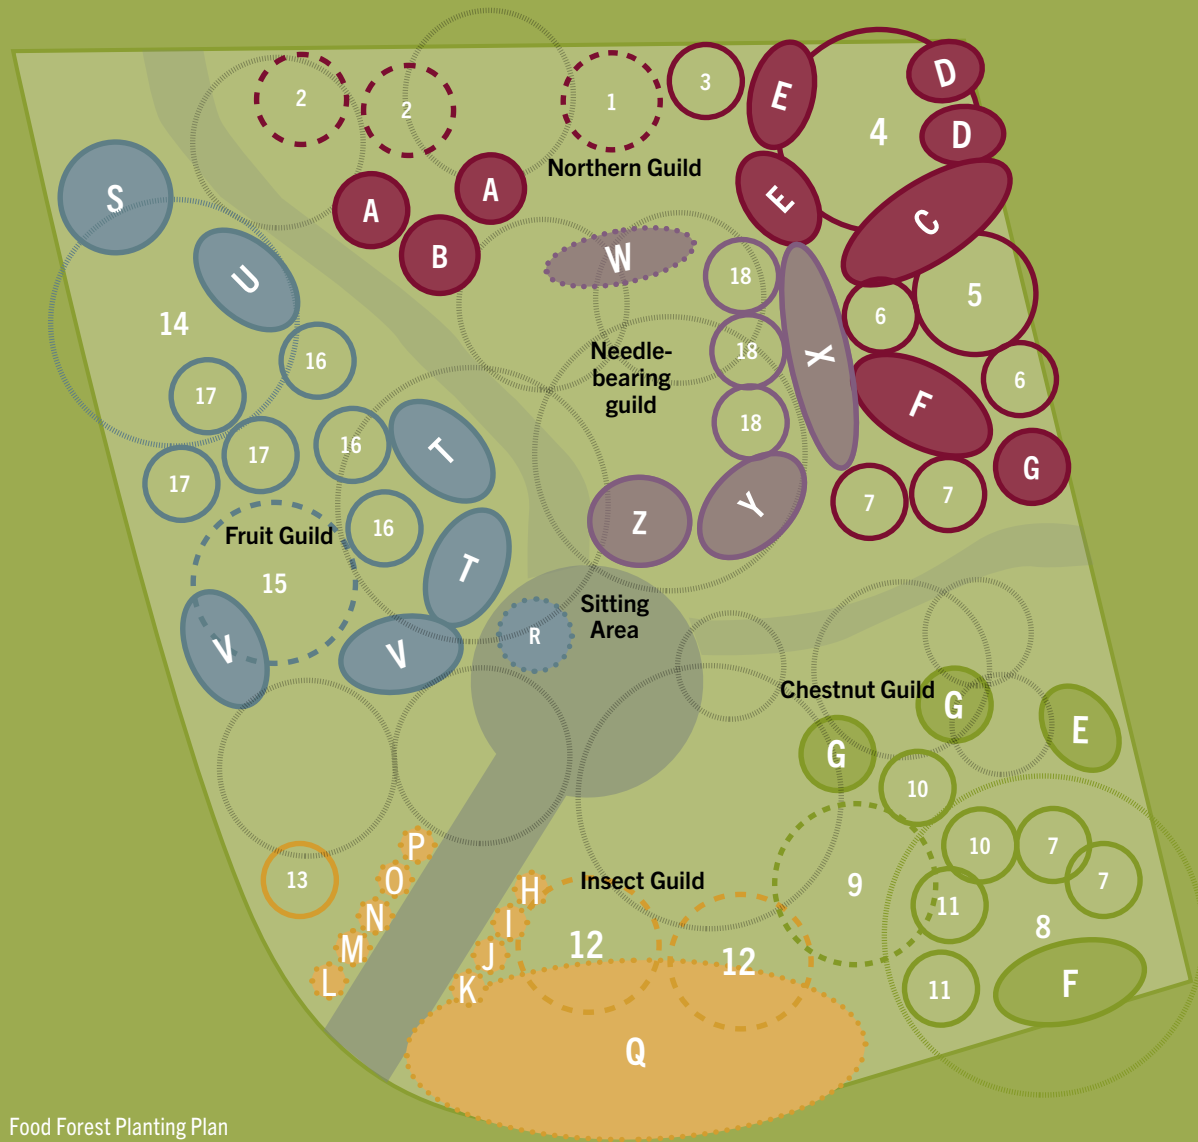 2
2
1
3
E
4
D
D
Northern Guild
S
A
A
E
C
B
W
U
18
5
6
14
18
X
16
Needle-
bearing
guild
6
17
F
18
16
T
17
G
17
7
7
Z
Y
16
Fruit Guild
T
15
Sitting
Area
R
V
V
Chestnut Guild
G
E
G
10
P
10
7
13
O
H
Insect Guild
9
7
N
I
11
8
M
J
12
12
L
K
11
F
Q
Food Forest Planting Plan